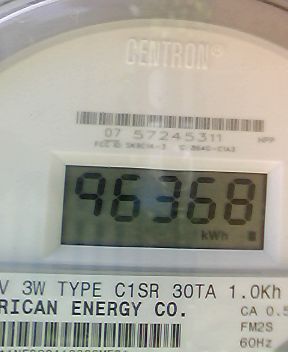 CENTRON®
07 57245311
HPP
96368
kWh
V 3W TYPE C1SR 30TA 1.0Kh
RICAN ENERGY CO.
CA 0.5
FM2S
60Hz